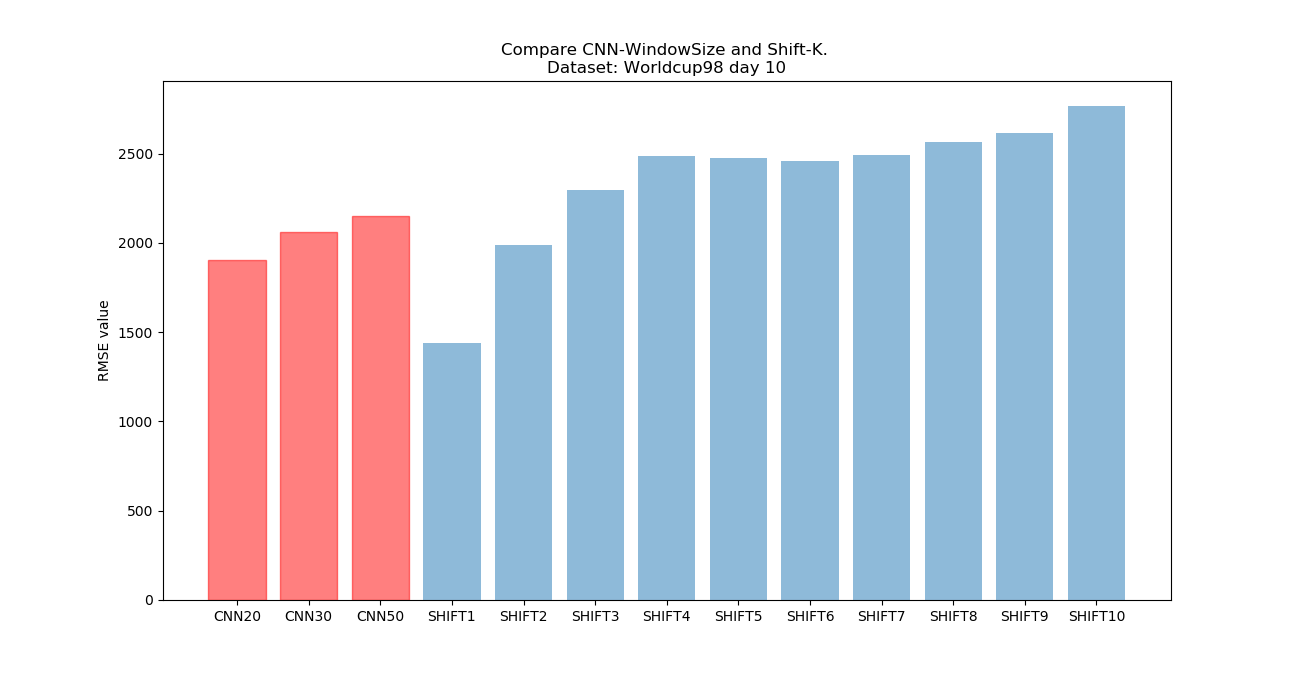 Compare CNN-WindowSize and Shift-K.
Dataset: Worldcup98 day 10
RMSE value
2500
2000
1500
1000
500
0
CNN20 CNN30 CNN50 SHIFT1 SHIFT2 SHIFT3 SHIFT4 SHIFT5 SHIFT6 SHIFT7 SHIFT8 SHIFT9 SHIFT10